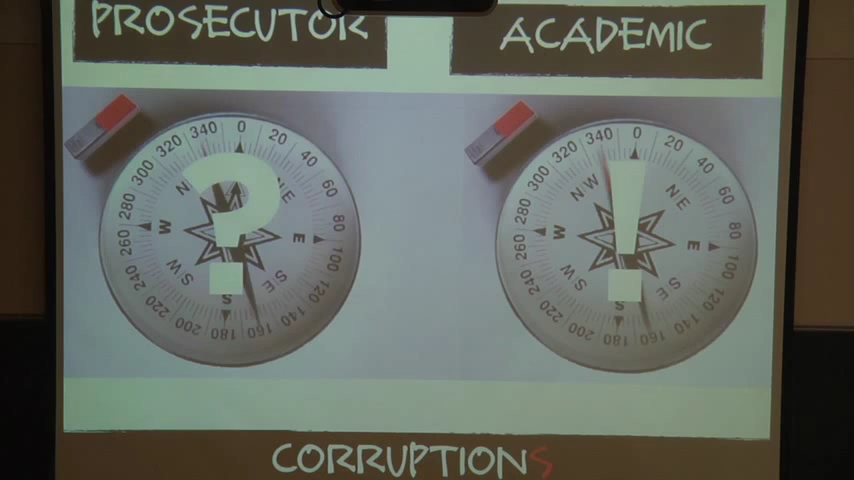 PROSECUTOR
ACADEMIC
0 20 40 60 80 100 120 140 160 180 200 220 240 260 280 300 320 340
N NE E SE S SW W
?
0 20 40 60 80 100 120 140 160 180 200 220 240 260 280 300 320 340
NE E SE S SW W NW
!
CORRUPTIONS